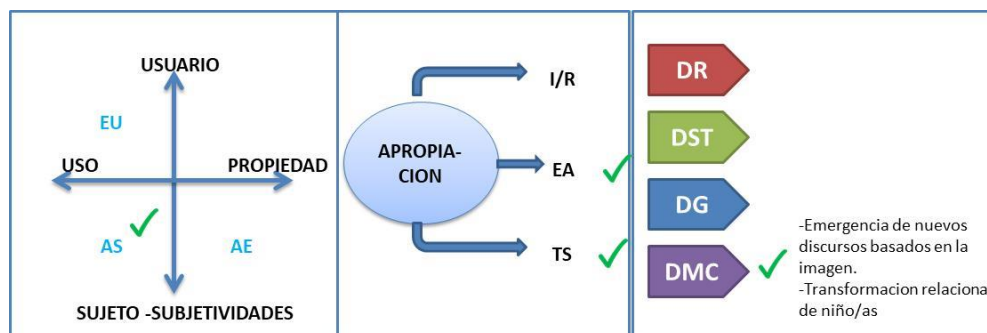 USUARIO
EU
USO
PROPIEDAD
AS
AE
SUJETO -SUBJETIVIDADES
I/R
APROPIA-
CION
EA
TS
DR
DST
DG
DMC
-Emergencia de nuevos
discursos basados en la
imagen.
-Transformacion relaciona
de niño/as